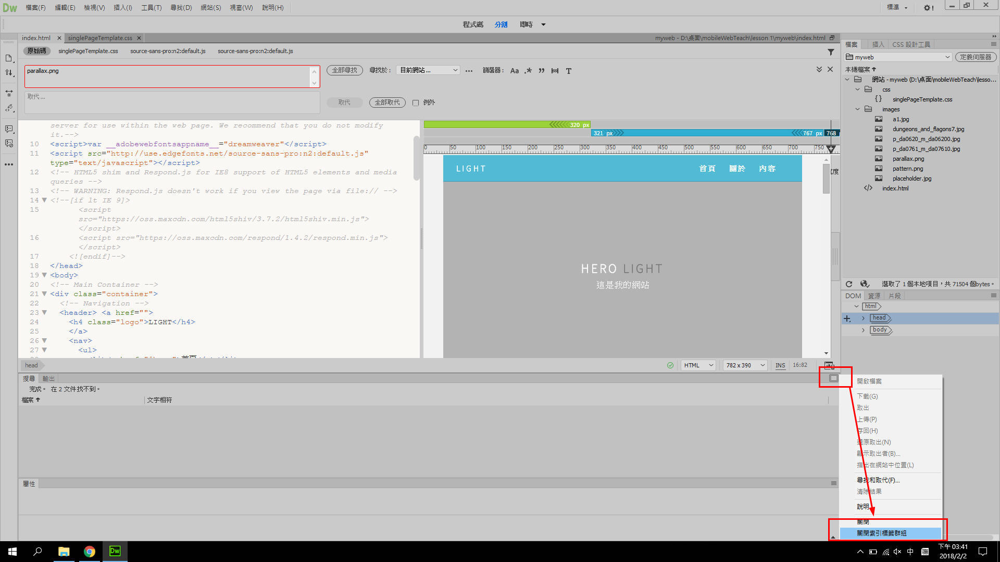 Dw 檔案(F) 編輯(E) 檢視(V) 插入(I) 工具(T) 尋找(D) 網站(S) 視窗(W) 說明(H) 標準
程式碼 分割 即時
index.html singlePageTemplate.css myweb - D:\桌面\mobileWebTeach\lesson 1\myweb\index.html
原始碼 singlePageTemplate.css source-sans-pro:n2:default.js source-sans-pro:n2:default.js
parallax.png 全部尋找 尋找於： 目前網站 ... 篩選器： Aa .* T
取代 ... 取代 全部取代 例外
server for use within the web page. We recommend that you do not modify
it.-->
10 <script>var __adobewebfontsappname__="dreamweaver"</script>
11 <script src="http://use.edgefonts.net/source-sans-pro:n2:default.js"
type="text/javascript"></script>
12 <!-- HTML5 shim and Respond.js for IE8 support of HTML5 elements and media
queries -->
13 <!-- WARNING: Respond.js doesn't work if you view the page via file:// -->
14 <!--[if lt IE 9]>
15 <script
src="https://oss.maxcdn.com/html5shiv/3.7.2/html5shiv.min.js">
</script>
16 <script src="https://oss.maxcdn.com/respond/1.4.2/respond.min.js">
</script>
17 <![endif]-->
18 </head>
19 <body>
20 <!-- Main Container -->
21 <div class="container">
22 <!-- Navigation -->
23 <header> <a href="">
24 <h4 class="logo">LIGHT</h4>
25 </a>
26 <nav>
27 <ul>
320 px
321 px 767 px 768
0 50 100 150 200 250 300 350 400 450 500 550 600 650 700 750
LIGHT 首頁 關於 內容
HERO LIGHT
這是我的網站
head HTML 782 x 390 INS 16:82
搜尋 輸出
完成。 在 2 文件找不到。
檔案 文字相符
屬性
檔案 插入 CSS 設計工具
myweb 定義伺服器
本機檔案
網站 - myweb (D:\桌面\mobileWebTeach\lesso...
css
singlePageTemplate.css
images
a1.jpg
dungeons_and_flagons7.jpg
p_da0620_m_da06200.jpg
p_da0761_m_da07610.jpg
parallax.png
pattern.png
placeholder.jpg
index.html
選取了 1 個本地項目，共 71504 個bytes。
DOM 資源 片段
html
head
body
開啟檔案
下載(G)
取出
上傳(P)
存回(H)
還原取出(N)
顯示取出者(B)...
指出在網站中位置(L)
尋找和取代(F)...
清除結果
說明
關閉
關閉索引標籤群組
Dw 中 下午 03:41
2018/2/2